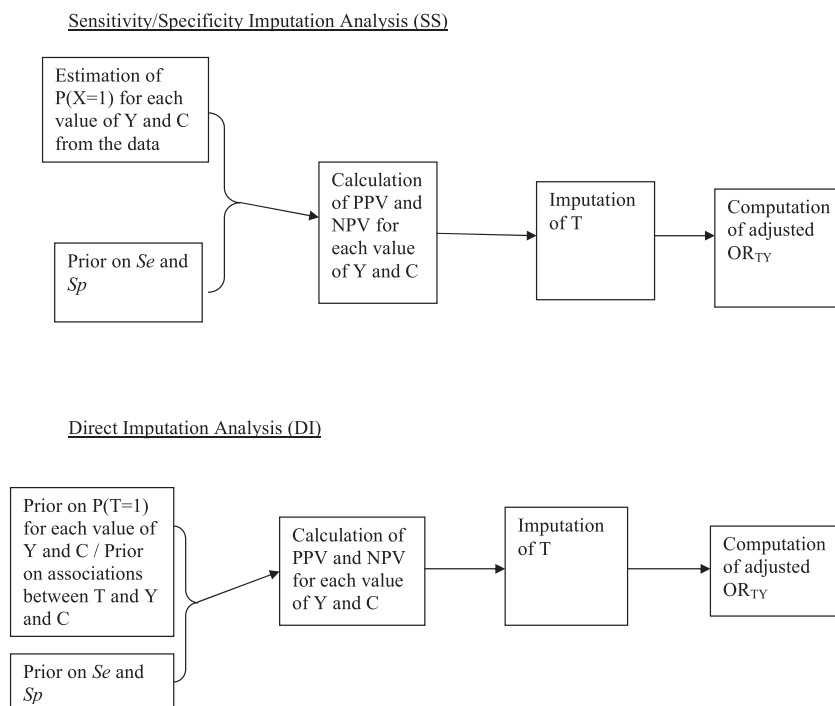 Sensitivity/Specificity Imputation Analysis (SS)
Estimation of
P(X=1) for each
value of Y and C
from the data
Prior on Se and
Sp
Calculation
of PPV and
NPV for
each value
of Y and C
Imputation
of T
Computation
of adjusted
OR_TY
Direct Imputation Analysis (DI)
Prior on P(T=1)
for each value of
Y and C / Prior
on associations
between T and Y
and C
Prior on Se and
Sp
Calculation of
PPV and NPV
for each value
of Y and C
Imputation
of T
Computation
of adjusted
OR_TY